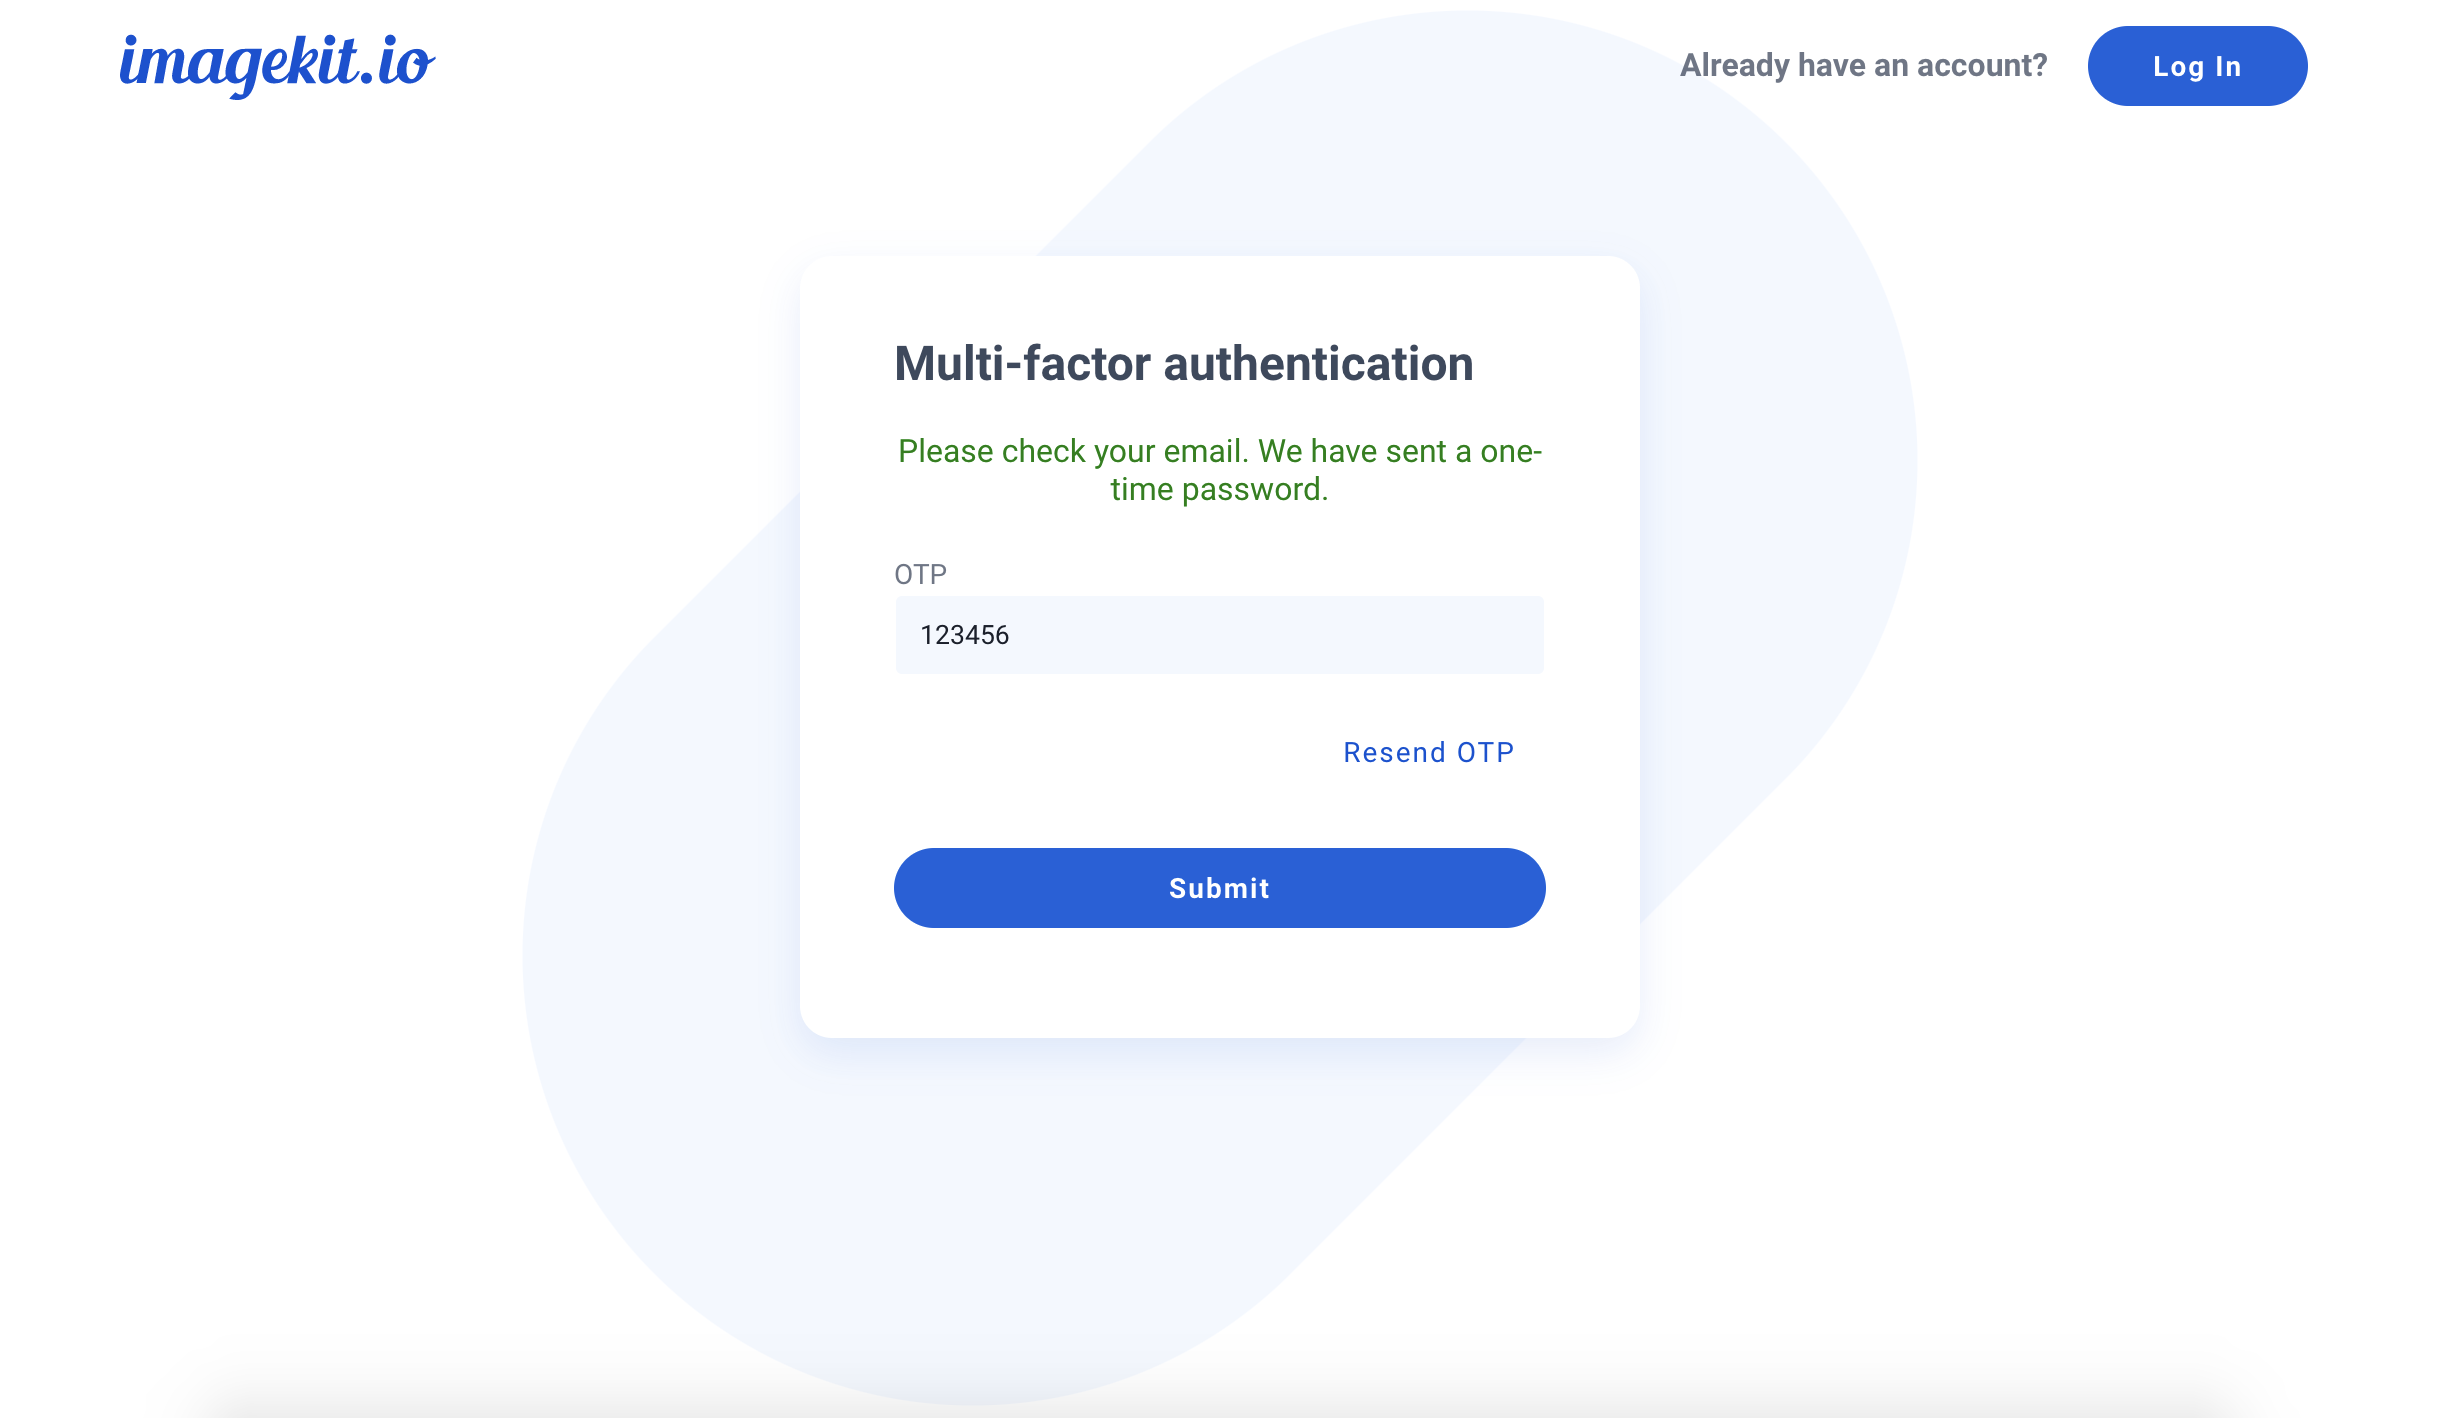 imagekit.io
Already have an account?
Log In
Multi-factor authentication
Please check your email. We have sent a one-
time password.
OTP
123456
Resend OTP
Submit